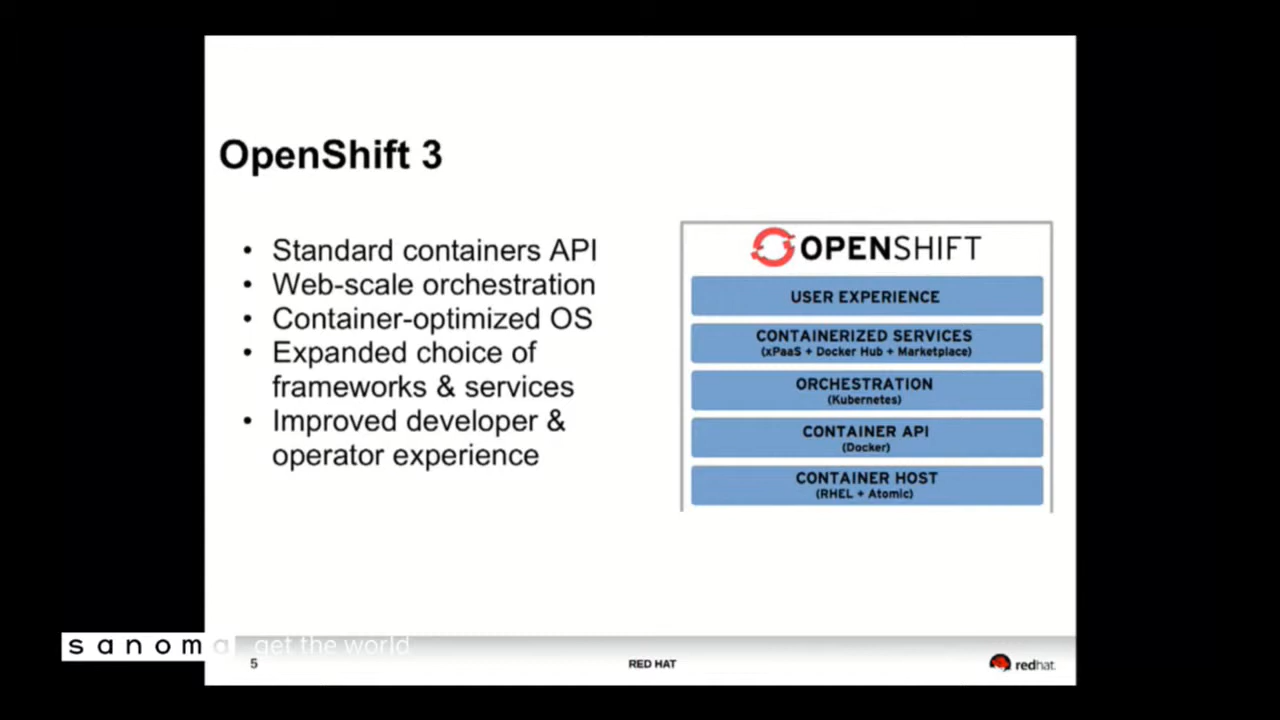 OpenShift 3
• Standard containers API
• Web-scale orchestration
• Container-optimized OS
• Expanded choice of
frameworks & services
• Improved developer &
operator experience
OPENSHIFT
USER EXPERIENCE
CONTAINERIZED SERVICES
(xPaaS + Docker Hub + Marketplace)
ORCHESTRATION
(Kubernetes)
CONTAINER API
(Docker)
CONTAINER HOST
(RHEL + Atomic)
sanoma get the world
5
RED HAT
redhat.